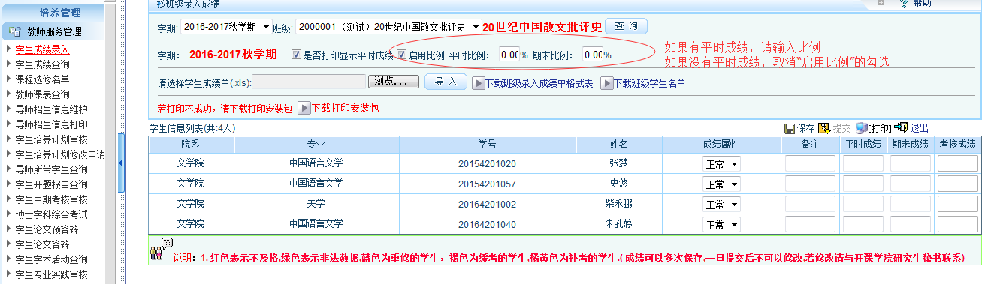 培养管理
教师服务管理
学生成绩录入
学生成绩查询
课程选修名单
教师课表查询
导师招生信息维护
导师招生信息打印
学生培养计划审核
学生培养计划修改申请
导师所带学生查询
学生开题报告查询
学生中期考核审核
博士学科综合考试
学生论文预答辩
学生论文答辩
学生学术活动查询
学生专业实践审核
按班级录入成绩 帮助
学期: 2016-2017秋学期 班级: 2000001（测试）20世纪中国散文批评史 20世纪中国散文批评史 查 询
学期： 2016-2017秋学期 是否打印显示平时成绩 启用比例 平时比例： 0.00% 期末比例： 0.00%
如果有平时成绩，请输入比例
如果没有平时成绩，取消“启用比例”的勾选
请选择学生成绩单(.xls): 浏览... 导 入 下载班级录入成绩单格式表 下载班级学生名单
若打印不成功，请下载打印安装包 下载打印安装包
学生信息列表(共:4人) 保存 提交 [打印] 退出
院系 专业 学号 姓名 成绩属性 备注 平时成绩 期末成绩 考核成绩
文学院 中国语言文学 20154201020 张梦 正常
文学院 中国语言文学 20154201057 史悠 正常
文学院 美学 20164201002 柴永鹏 正常
文学院 中国语言文学 20164201040 朱孔婷 正常
说明：1. 红色表示不及格,绿色表示非法数据,蓝色为重修的学生，褐色为缓考的学生,橘黄色为补考的学生.( 成绩可以多次保存,一旦提交后不可以修改,若修改请与开课学院研究生秘书联系)